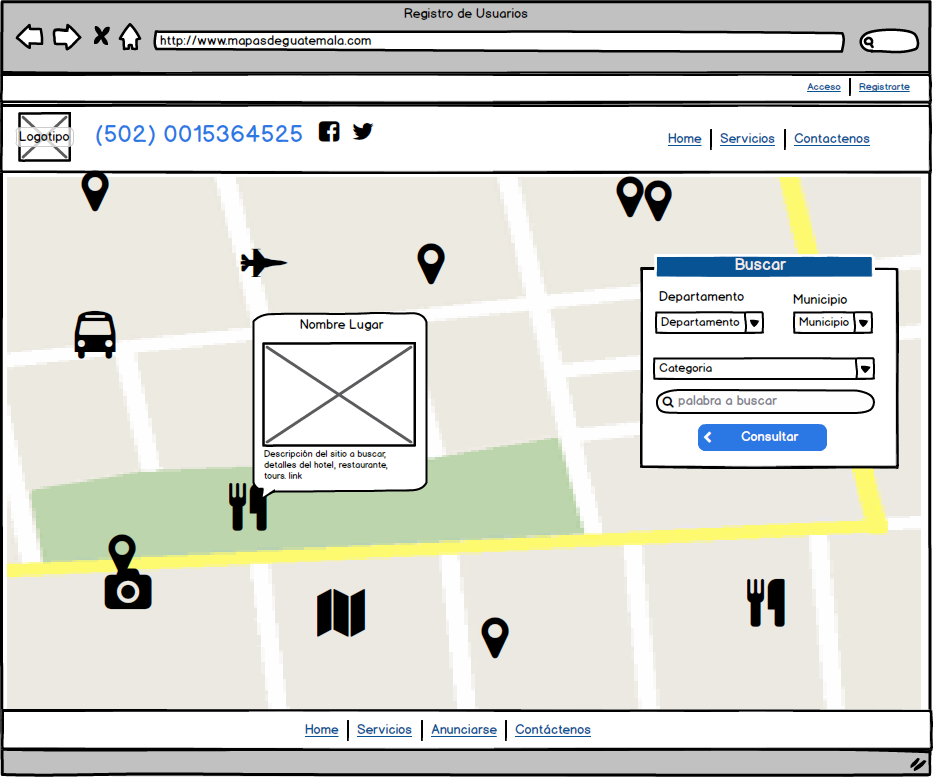 Registro de Usuarios
http://www.mapasdeguatemala.com
Acceso Registrarte
Logotipo
(502) 0015364525
Home Servicios Contactenos
Buscar
Departamento Municipio
Departamento Municipio
Categoria
palabra a buscar
Consultar
Nombre Lugar
Descripción del sitio a buscar,
detalles del hotel, restaurante,
tours. link
Home Servicios Anunciarse Contáctenos